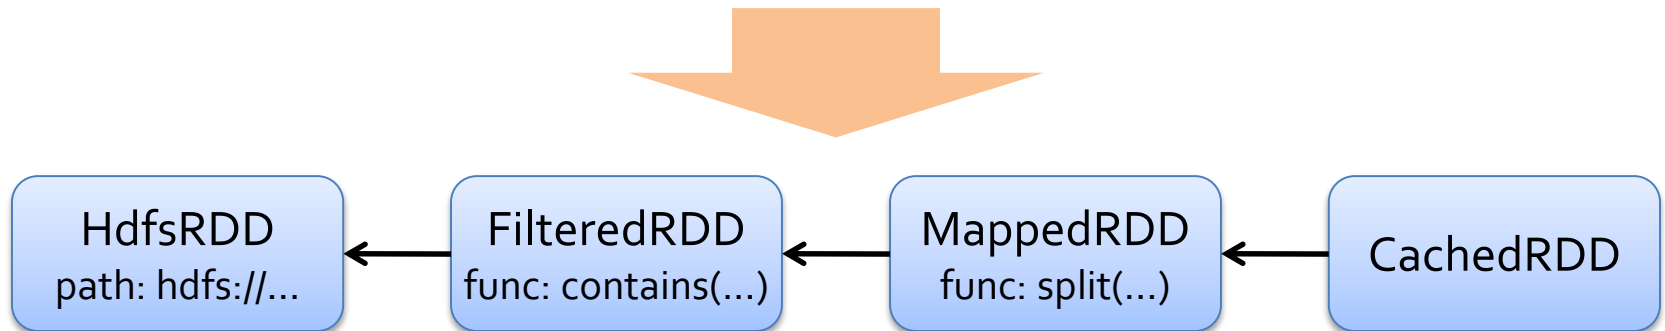 HdfsRDD
path: hdfs://...
FilteredRDD
func: contains(...)
MappedRDD
func: split(...)
CachedRDD